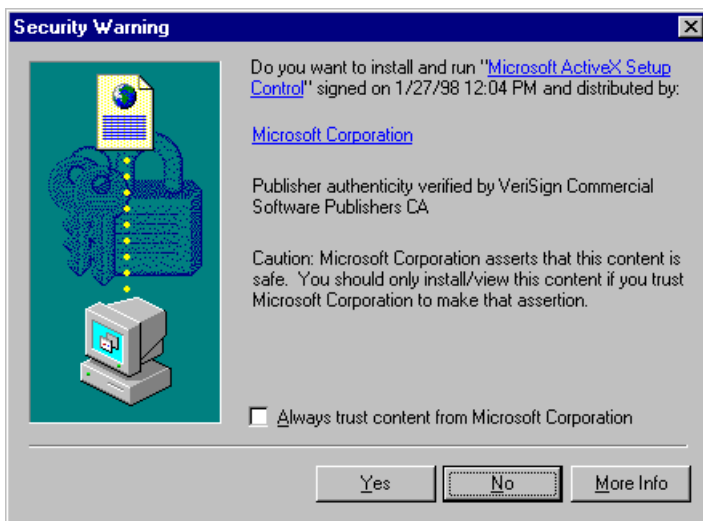 Security Warning
Do you want to install and run "Microsoft ActiveX Setup
Control" signed on 1/27/98 12:04 PM and distributed by:
Microsoft Corporation
Publisher authenticity verified by VeriSign Commercial
Software Publishers CA
Caution: Microsoft Corporation asserts that this content is
safe.  You should only install/view this content if you trust
Microsoft Corporation to make that assertion.
Always trust content from Microsoft Corporation
Yes
No
More Info